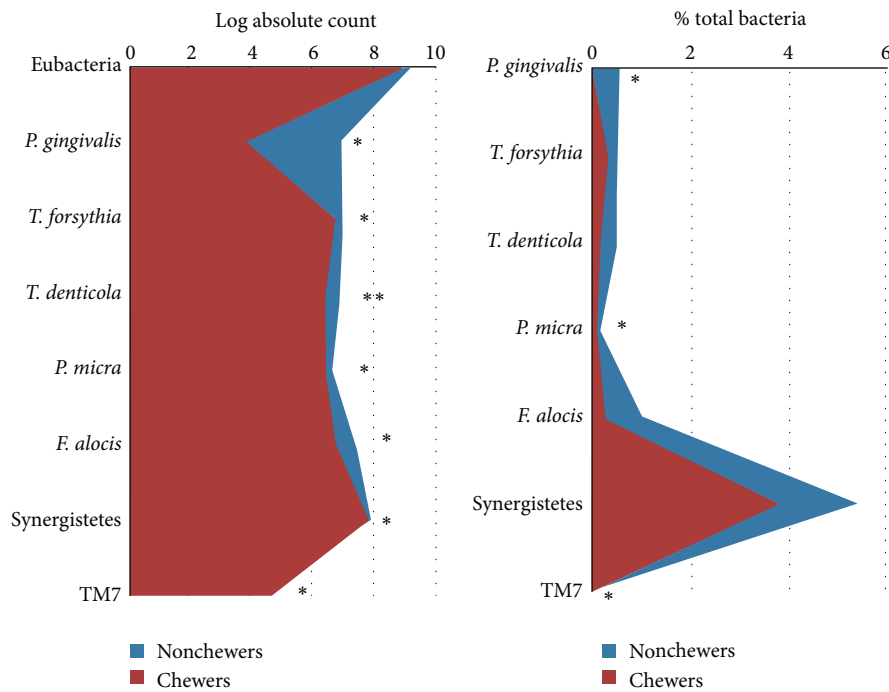 Log absolute count
0 2 4 6 8 10
Eubacteria
P. gingivalis *
T. forsythia *
T. denticola **
P. micra *
F. alocis *
Synergistetes *
TM7 *
Nonchewers
Chewers
% total bacteria
0 2 4 6
P. gingivalis *
T. forsythia
T. denticola
P. micra *
F. alocis
Synergistetes
TM7 *
Nonchewers
Chewers